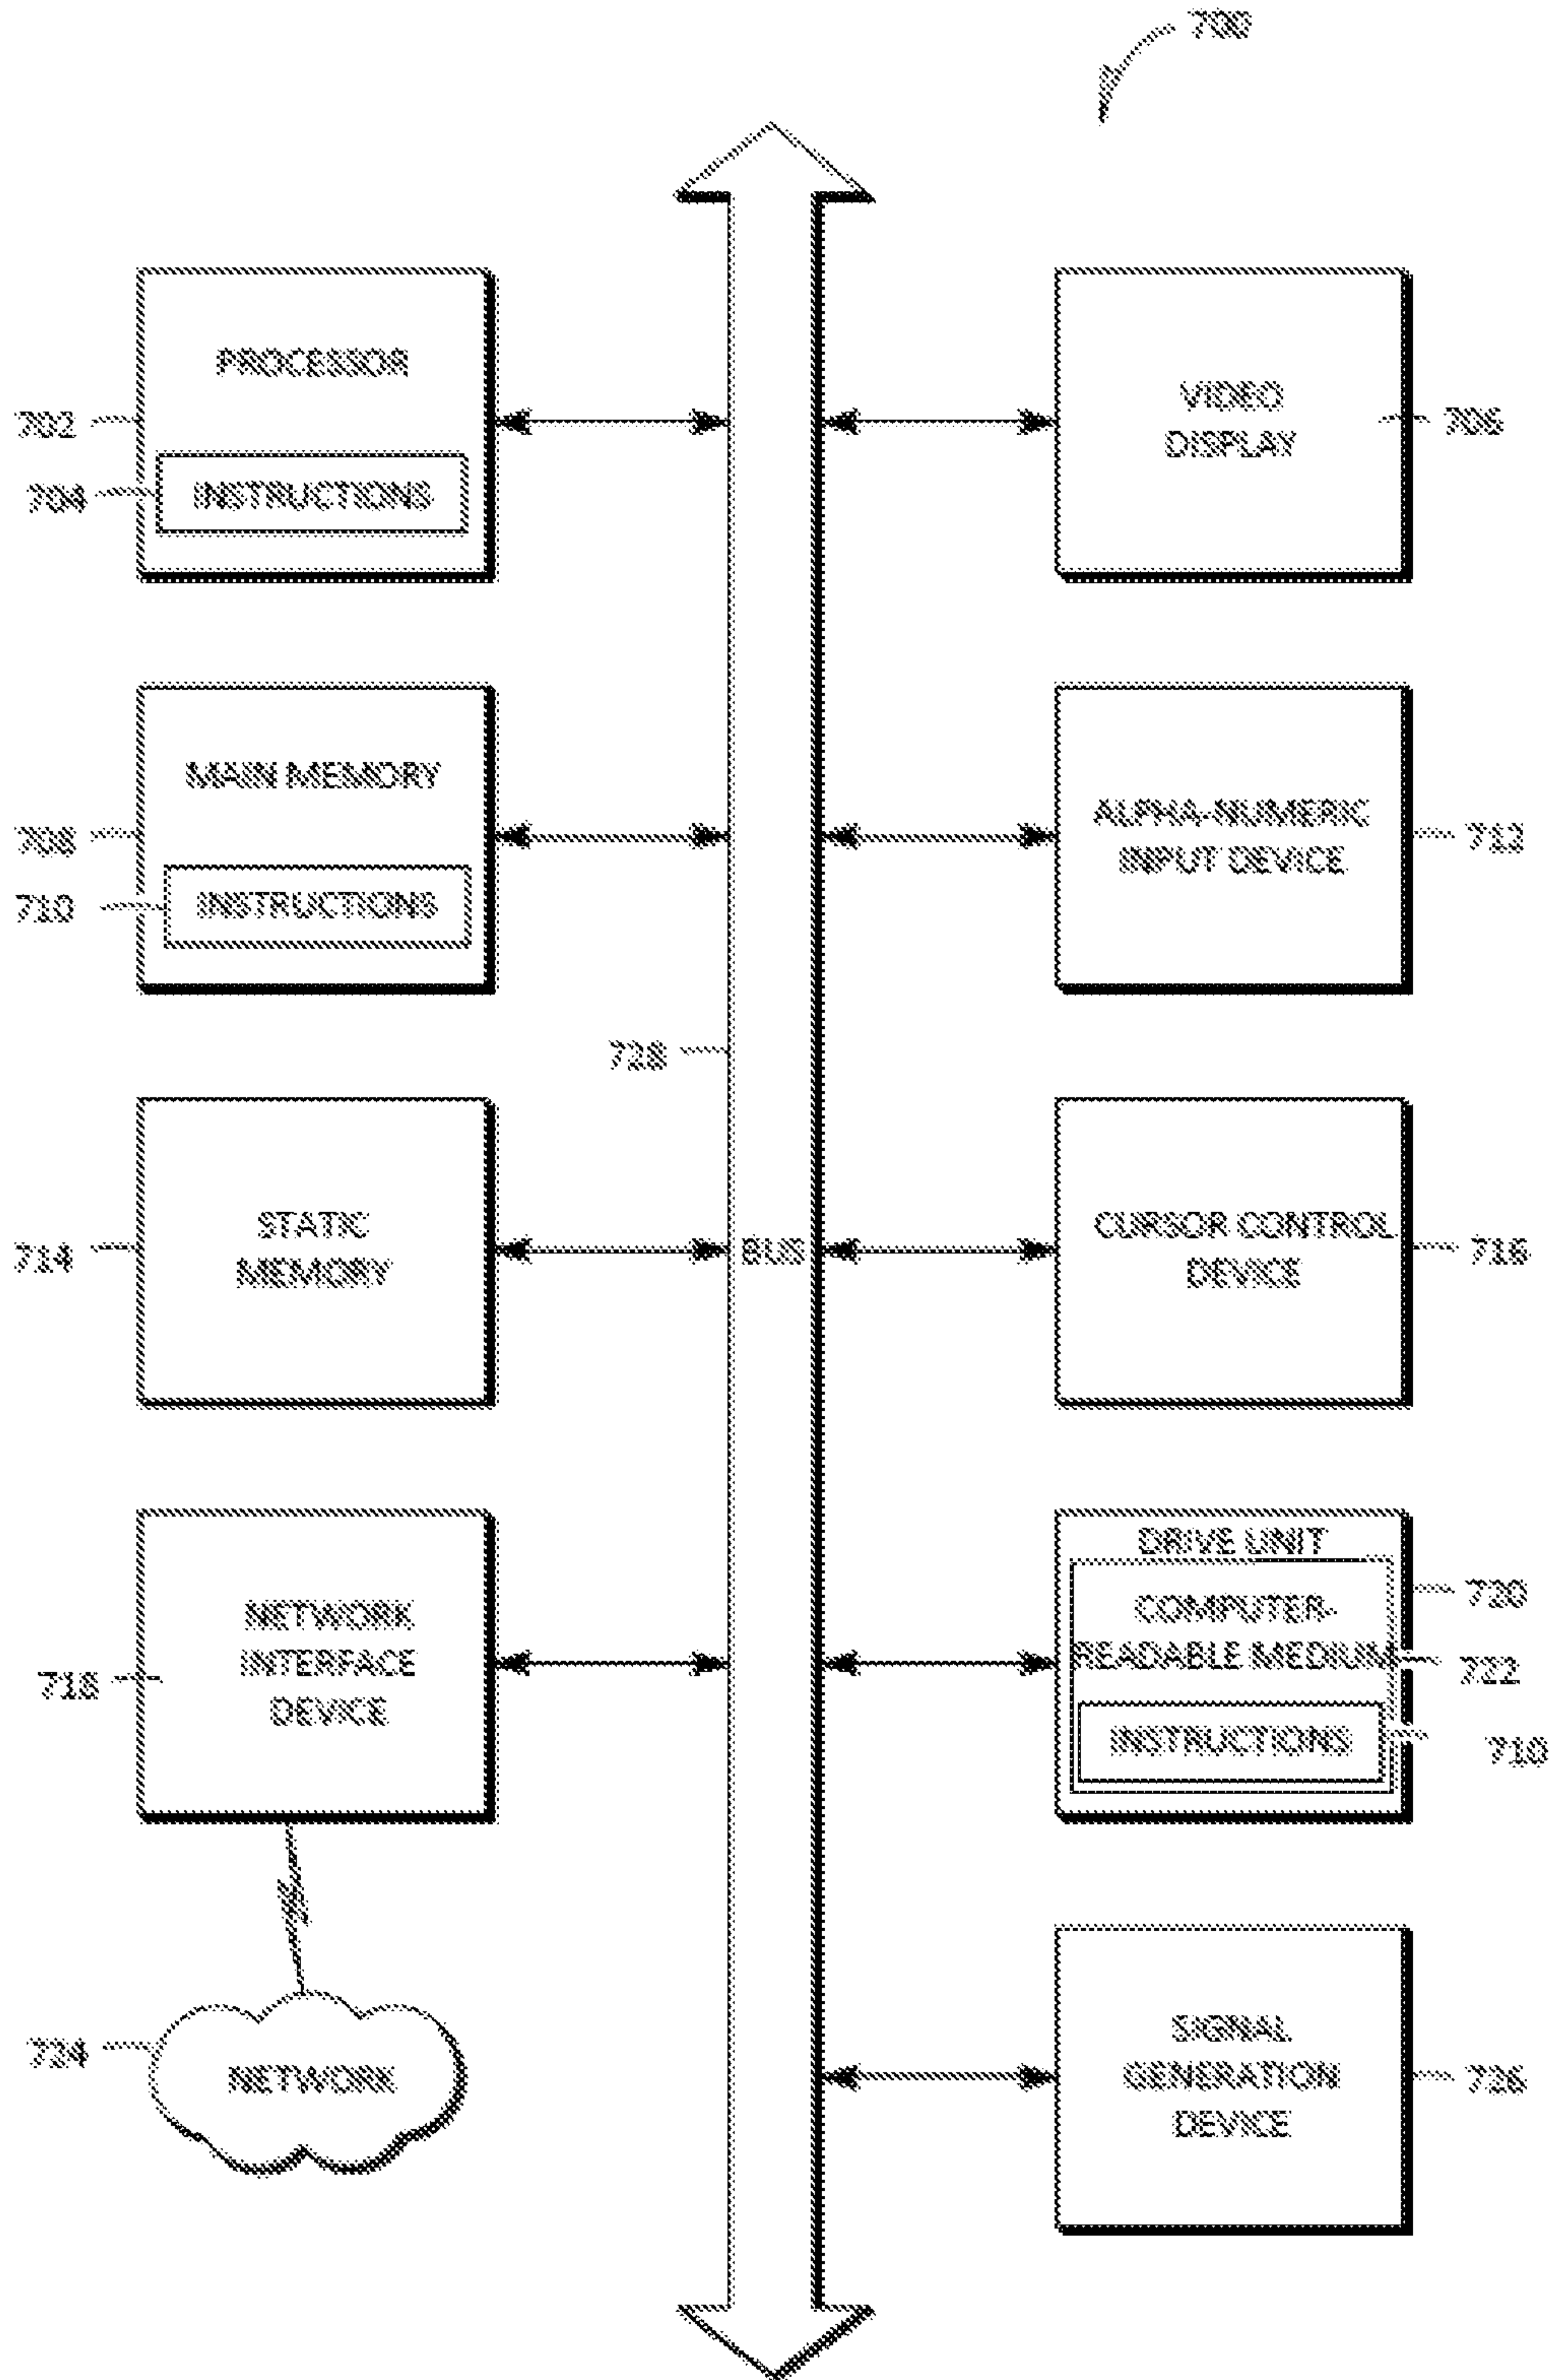 700
PROCESSOR
702
704
INSTRUCTIONS
VIDEO
DISPLAY
706
MAIN MEMORY
708
710
INSTRUCTIONS
ALPHA-NUMERIC
INPUT DEVICE
712
728
STATIC
MEMORY
714
BUS
CURSOR CONTROL
DEVICE
716
NETWORK
INTERFACE
DEVICE
718
DRIVE UNIT
720
COMPUTER-
READABLE MEDIUM
722
INSTRUCTIONS
710
724
NETWORK
SIGNAL
GENERATION
DEVICE
726